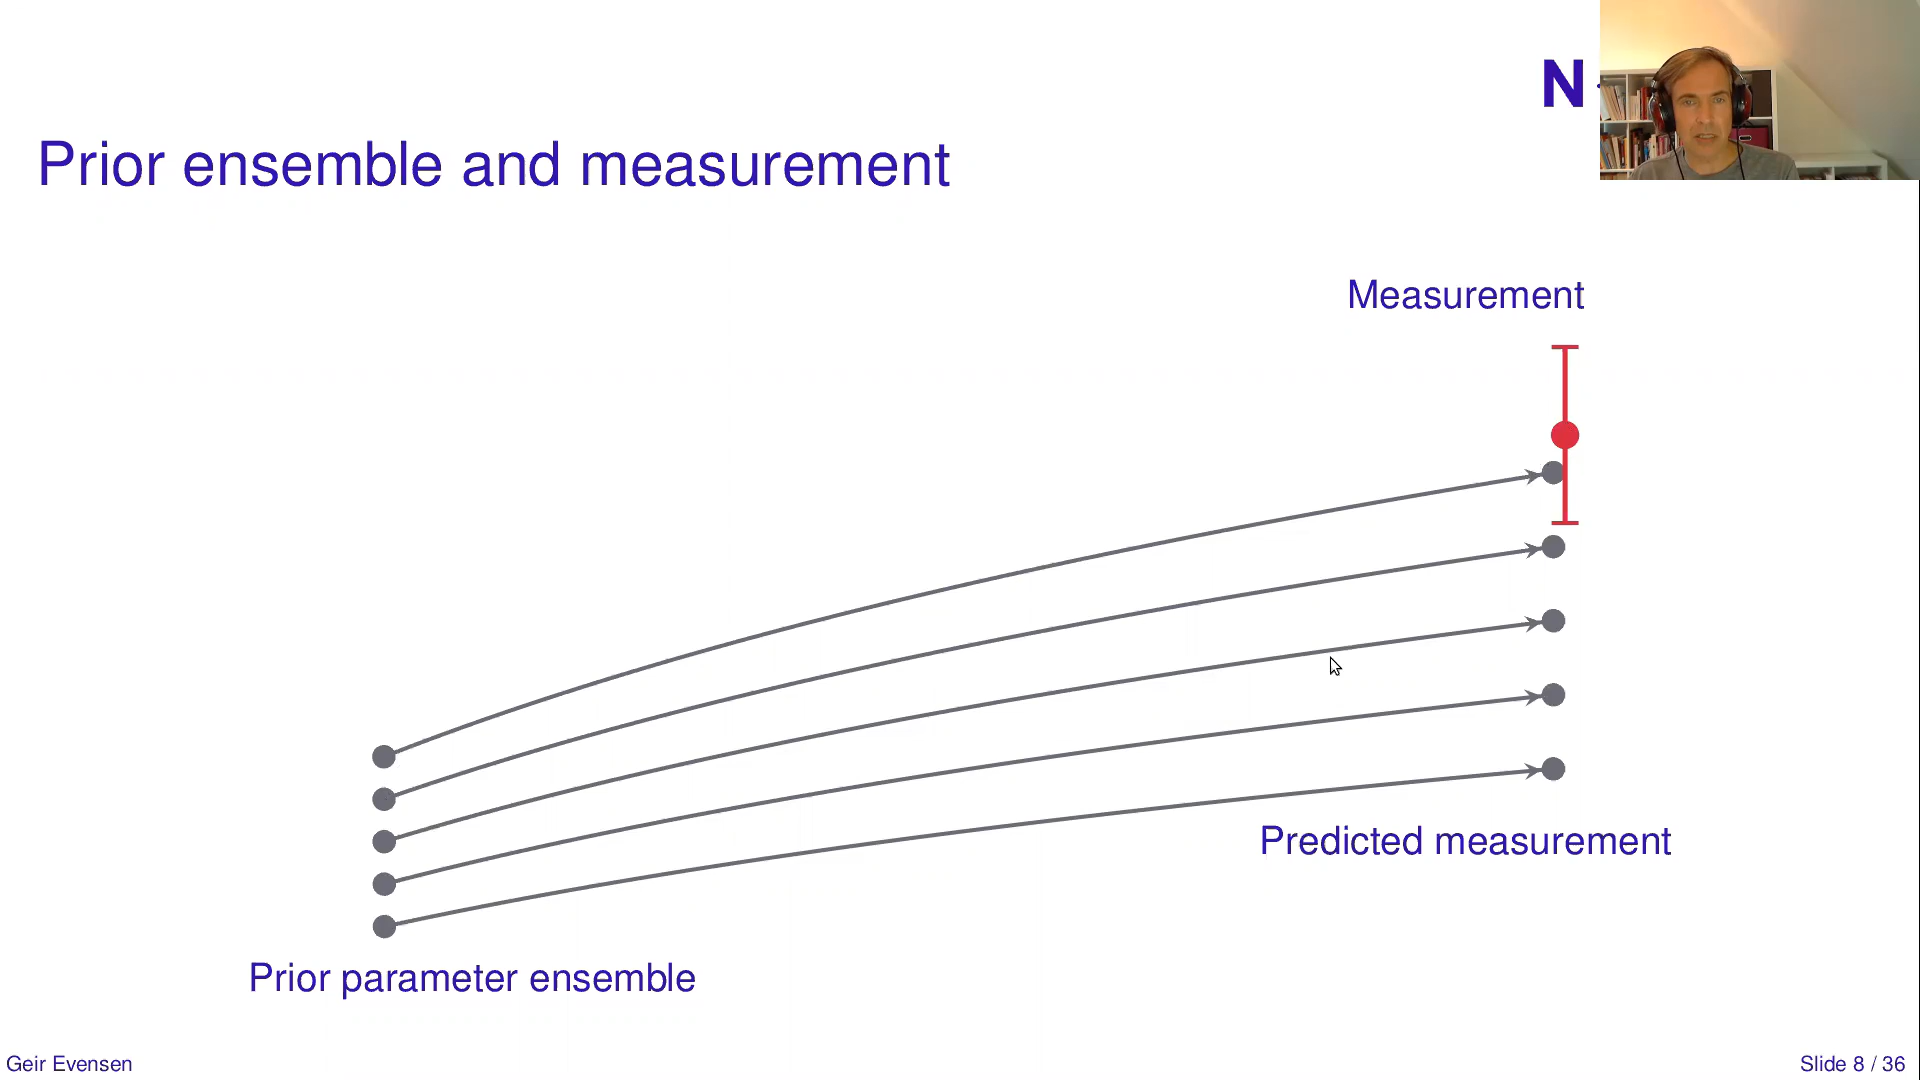 N
Prior ensemble and measurement
Measurement
Predicted measurement
Prior parameter ensemble
Geir Evensen
Slide 8 / 36